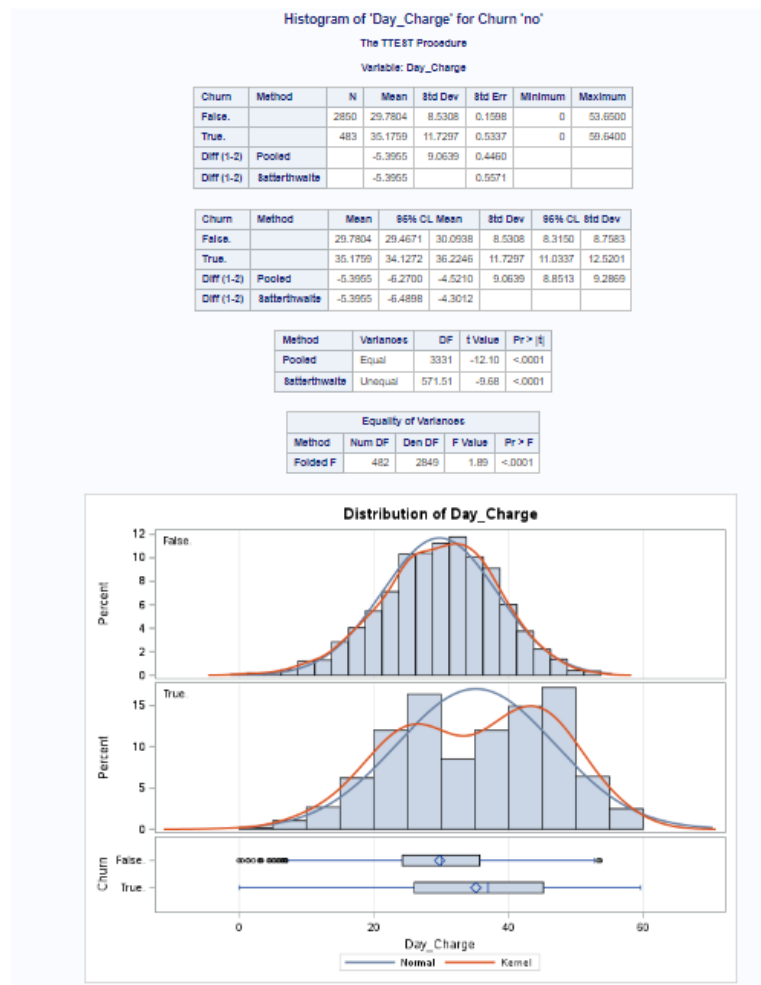 Histogram of 'Day_Charge' for Churn 'no'
The TTEST Procedure
Variable: Day_Charge
Churn Method N Mean Std Dev Std Err Minimum Maximum
False. 2850 29.7804 8.5308 0.1598 0 53.6500
True. 483 35.1759 11.7297 0.5337 0 59.6400
Diff (1-2) Pooled -5.3955 9.0639 0.4460
Diff (1-2) Satterthwaite -5.3955 0.5571
Churn Method Mean 95% CL Mean Std Dev 95% CL Std Dev
False. 29.7804 29.4671 30.0938 8.5308 8.3150 8.7583
True. 35.1759 34.1272 36.2246 11.7297 11.0337 12.5201
Diff (1-2) Pooled -5.3955 -6.2700 -4.5210 9.0639 8.8513 9.2869
Diff (1-2) Satterthwaite -5.3955 -6.4898 -4.3012
Method Variances DF t Value Pr > |t|
Pooled Equal 3331 -12.10 <.0001
Satterthwaite Unequal 571.51 -9.68 <.0001
Equality of Variances
Method Num DF Den DF F Value Pr > F
Folded F 482 2849 1.89 <.0001
Distribution of Day_Charge
False.
12
10
8
6
4
2
0
Percent
True.
15
10
5
0
Percent
Churn
False.
True.
0 20 40 60
Day_Charge
Normal Kernel